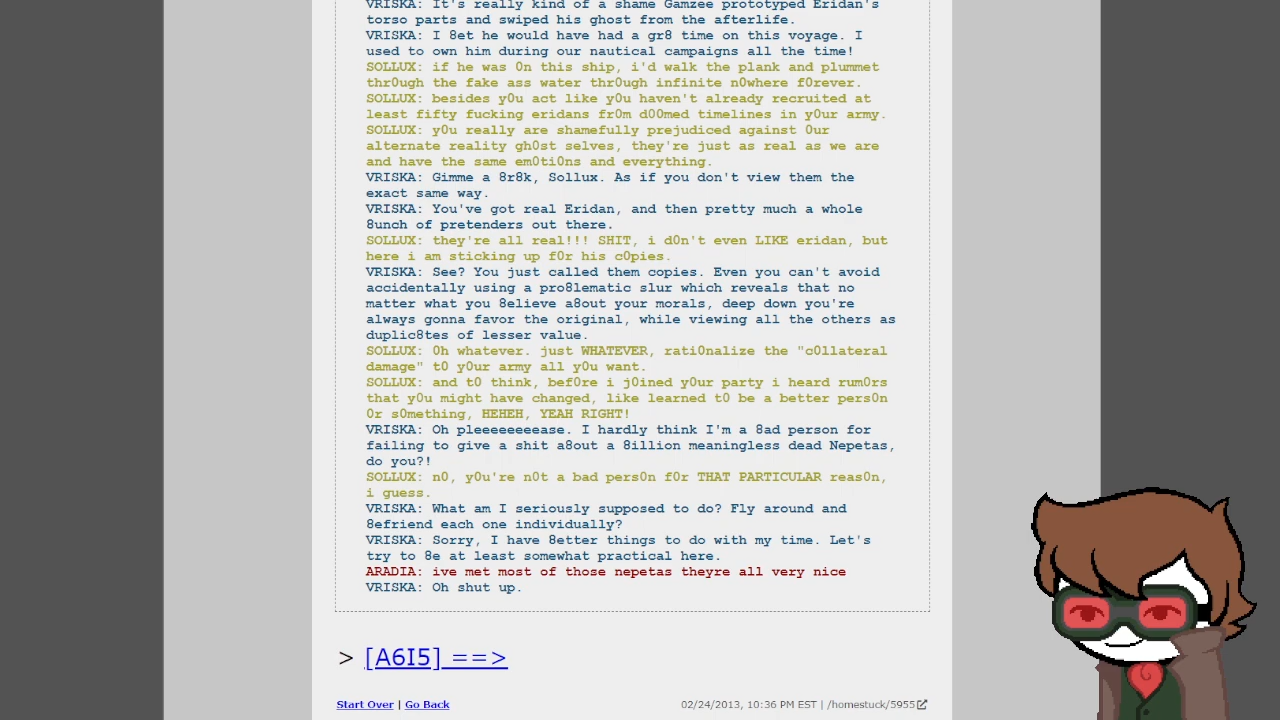 VRISKA: It's really kind of a shame Gamzee prototyped Eridan's
torso parts and swiped his ghost from the afterlife.
VRISKA: I 8et he would have had a gr8 time on this voyage. I
used to own him during our nautical campaigns all the time!
SOLLUX: if he was 0n this ship, i'd walk the plank and plummet
thr0ugh the fake ass water thr0ugh infinite n0where f0rever.
SOLLUX: besides y0u act like y0u haven't already recruited at
least fifty fucking eridans fr0m d00med timelines in y0ur army.
SOLLUX: y0u really are shamefully prejudiced against 0ur
alternate reality gh0st selves, they're just as real as we are
and have the same em0ti0ns and everything.
VRISKA: Gimme a 8r8k, Sollux. As if you don't view them the
exact same way.
VRISKA: You've got real Eridan, and then pretty much a whole
8unch of pretenders out there.
SOLLUX: they're all real!!! SHIT, i d0n't even LIKE eridan, but
here i am sticking up f0r his c0pies.
VRISKA: See? You just called them copies. Even you can't avoid
accidentally using a pro8lematic slur which reveals that no
matter what you 8elieve a8out your morals, deep down you're
always gonna favor the original, while viewing all the others as
duplic8tes of lesser value.
SOLLUX: 0h whatever. just WHATEVER, rati0nalize the "c0llateral
damage" t0 y0ur army all y0u want.
SOLLUX: and t0 think, bef0re i j0ined y0ur party i heard rum0rs
that y0u might have changed, like learned t0 be a better pers0n
0r s0mething, HEHEH, YEAH RIGHT!
VRISKA: Oh pleeeeeeeease. I hardly think I'm a 8ad person for
failing to give a shit a8out a 8illion meaningless dead Nepetas,
do you?!
SOLLUX: n0, y0u're n0t a bad pers0n f0r THAT PARTICULAR reas0n,
i guess.
VRISKA: What am I seriously supposed to do? Fly around and
8efriend each one individually?
VRISKA: Sorry, I have 8etter things to do with my time. Let's
try to 8e at least somewhat practical here.
ARADIA: ive met most of those nepetas theyre all very nice
VRISKA: Oh shut up.
> [A6I5] ==>
Start Over | Go Back
02/24/2013, 10:36 PM EST | /homestuck/5955